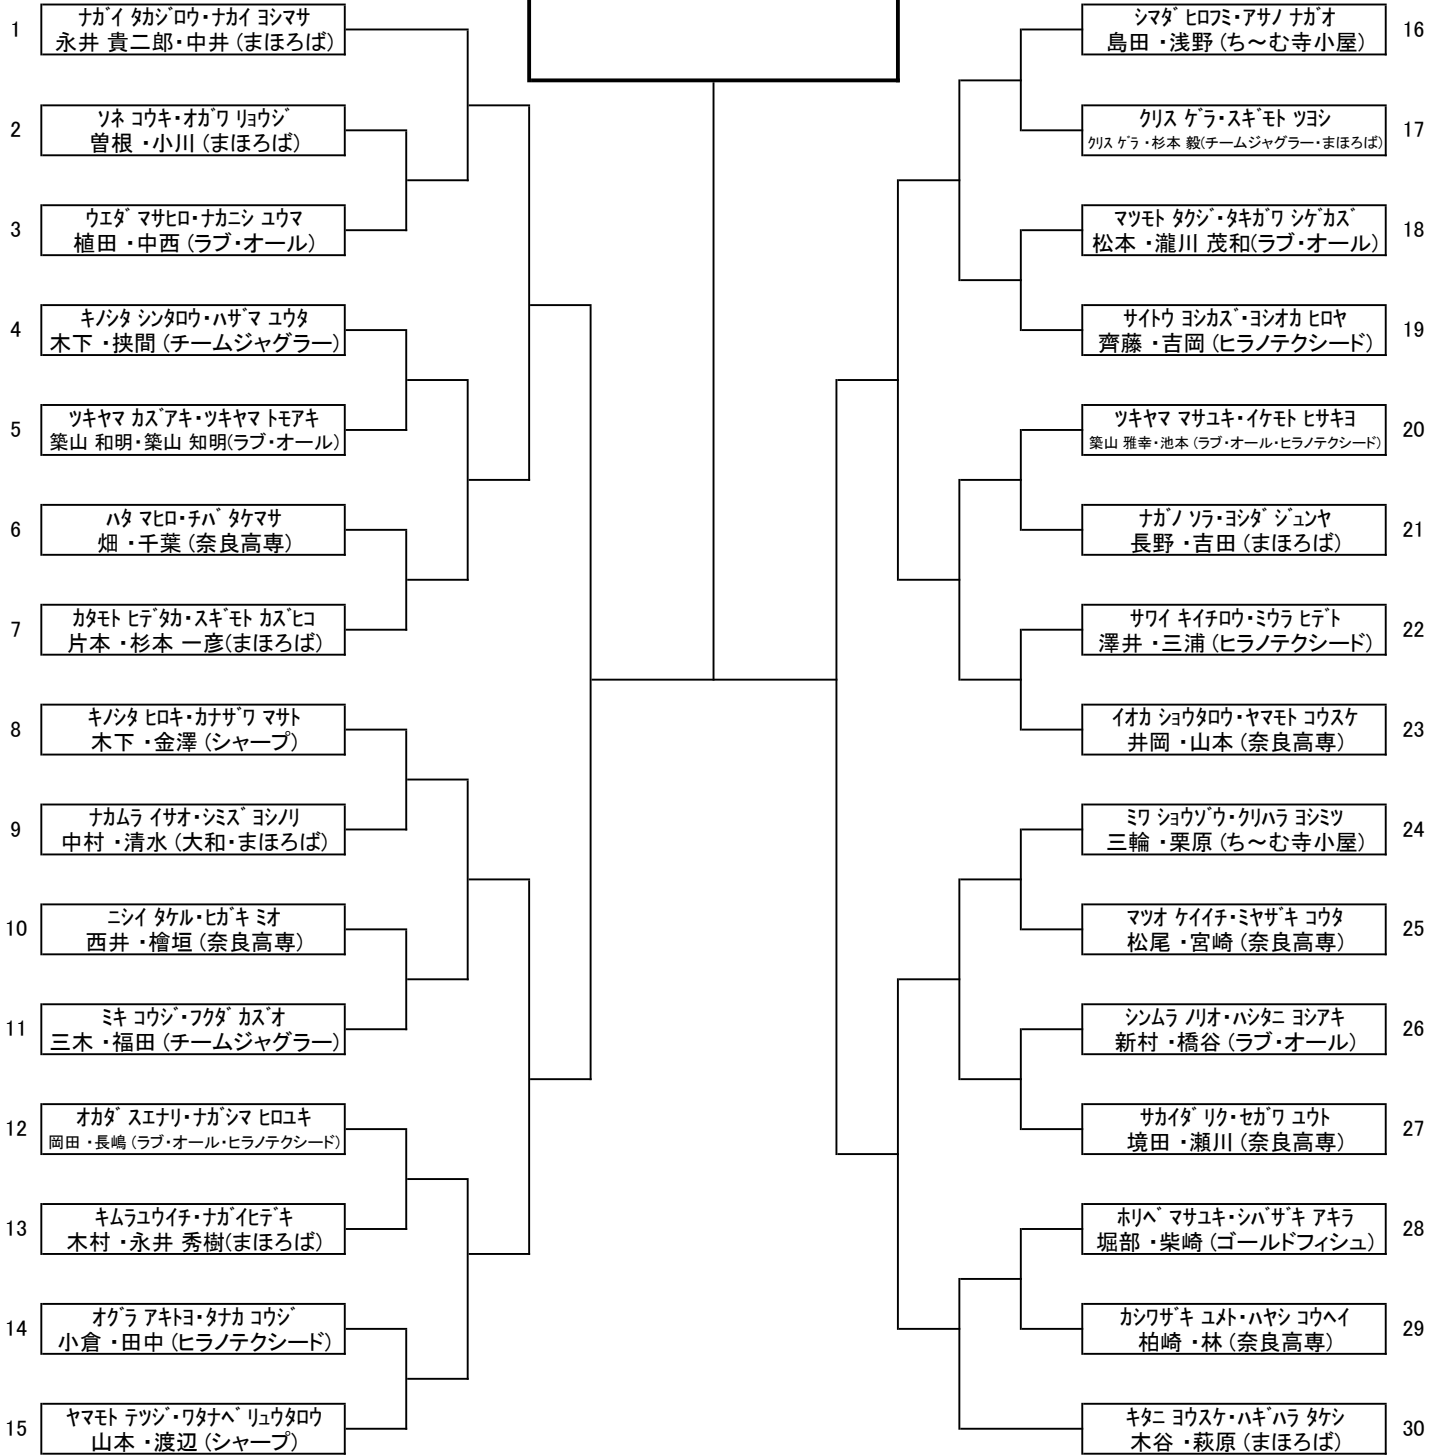 1
ﾅｶﾞｲ ﾀｶｼﾞﾛｳ・ﾅｶｲ ﾖｼﾏｻ
永井 貴二郎・中井 (まほろば)
2
ｿﾈ ｺｳｷ・ｵｶﾞﾜ ﾘｮｳｼﾞ
曽根 ・小川 (まほろば)
3
ｳｴﾀﾞ ﾏｻﾋﾛ・ﾅｶﾆｼ ﾕｳﾏ
植田 ・中西 (ラブ・オール)
4
ｷﾉｼﾀ ｼﾝﾀﾛｳ・ﾊｻﾞﾏ ﾕｳﾀ
木下 ・挟間 (チームジャグラー)
5
ﾂｷﾔﾏ ｶｽﾞｱｷ・ﾂｷﾔﾏ ﾄﾓｱｷ
築山 和明・築山 知明(ラブ・オール)
6
ﾊﾀ ﾏﾋﾛ・ﾁﾊﾞ ﾀｹﾏｻ
畑 ・千葉 (奈良高専)
7
ｶﾀﾓﾄ ﾋﾃﾞﾀｶ・ｽｷﾞﾓﾄ ｶｽﾞﾋｺ
片本 ・杉本 一彦(まほろば)
8
ｷﾉｼﾀ ﾋﾛｷ・ｶﾅｻﾞﾜ ﾏｻﾄ
木下 ・金澤 (シャープ)
9
ﾅｶﾑﾗ ｲｻｵ・ｼﾐｽﾞ ﾖｼﾉﾘ
中村 ・清水 (大和・まほろば)
10
ﾆｼｲ ﾀｹﾙ・ﾋｶﾞｷ ﾐｵ
西井 ・檜垣 (奈良高専)
11
ﾐｷ ｺｳｼﾞ・ﾌｸﾀﾞ ｶｽﾞｵ
三木 ・福田 (チームジャグラー)
12
ｵｶﾀﾞ ｽｴﾅﾘ・ﾅｶﾞｼﾏ ﾋﾛﾕｷ
岡田 ・長嶋 (ラブ・オール・ヒラノテクシード)
13
ｷﾑﾗﾕｳｲﾁ・ﾅｶﾞｲﾋﾃﾞｷ
木村 ・永井 秀樹(まほろば)
14
ｵｸﾞﾗ ｱｷﾄﾖ・ﾀﾅｶ ｺｳｼﾞ
小倉 ・田中 (ヒラノテクシード)
15
ﾔﾏﾓﾄ ﾃﾂｼﾞ・ﾜﾀﾅﾍﾞ ﾘｭｳﾀﾛｳ
山本 ・渡辺 (シャープ)
ｼﾏﾀﾞ ﾋﾛﾌﾐ・ｱｻﾉ ﾅｶﾞｵ
島田 ・浅野 (ち～む寺小屋)
16
ｸﾘｽ ｹﾞﾗ・ｽｷﾞﾓﾄ ﾂﾖｼ
ｸﾘｽ ｹﾞﾗ ・杉本 毅(チームジャグラー・まほろば)
17
ﾏﾂﾓﾄ ﾀｸｼﾞ・ﾀｷｶﾞﾜ ｼｹﾞｶｽﾞ
松本 ・瀧川 茂和(ラブ・オール)
18
ｻｲﾄｳ ﾖｼｶｽﾞ・ﾖｼｵｶ ﾋﾛﾔ
齊藤 ・吉岡 (ヒラノテクシード)
19
ﾂｷﾔﾏ ﾏｻﾕｷ・ｲｹﾓﾄ ﾋｻｷﾖ
築山 雅幸・池本 (ラブ・オール・ヒラノテクシード)
20
ﾅｶﾞﾉ ｿﾗ・ﾖｼﾀﾞ ｼﾞｭﾝﾔ
長野 ・吉田 (まほろば)
21
ｻﾜｲ ｷｲﾁﾛｳ・ﾐｳﾗ ﾋﾃﾞﾄ
澤井 ・三浦 (ヒラノテクシード)
22
ｲｵｶ ｼｮｳﾀﾛｳ・ﾔﾏﾓﾄ ｺｳｽｹ
井岡 ・山本 (奈良高専)
23
ﾐﾜ ｼｮｳｿﾞｳ・ｸﾘﾊﾗ ﾖｼﾐﾂ
三輪 ・栗原 (ち～む寺小屋)
24
ﾏﾂｵ ｹｲｲﾁ・ﾐﾔｻﾞｷ ｺｳﾀ
松尾 ・宮崎 (奈良高専)
25
ｼﾝﾑﾗ ﾉﾘｵ・ﾊｼﾀﾆ ﾖｼｱｷ
新村 ・橋谷 (ラブ・オール)
26
ｻｶｲﾀﾞ ﾘｸ・ｾｶﾞﾜ ﾕｳﾄ
境田 ・瀬川 (奈良高専)
27
ﾎﾘﾍﾞ ﾏｻﾕｷ・ｼﾊﾞｻﾞｷ ｱｷﾗ
堀部 ・柴崎 (ゴールドフィシュ)
28
ｶｼﾜｻﾞｷ ﾕﾒﾄ・ﾊﾔｼ ｺｳﾍｲ
柏崎 ・林 (奈良高専)
29
ｷﾀﾆ ﾖｳｽｹ・ﾊｷﾞﾊﾗ ﾀｹｼ
木谷 ・萩原 (まほろば)
30